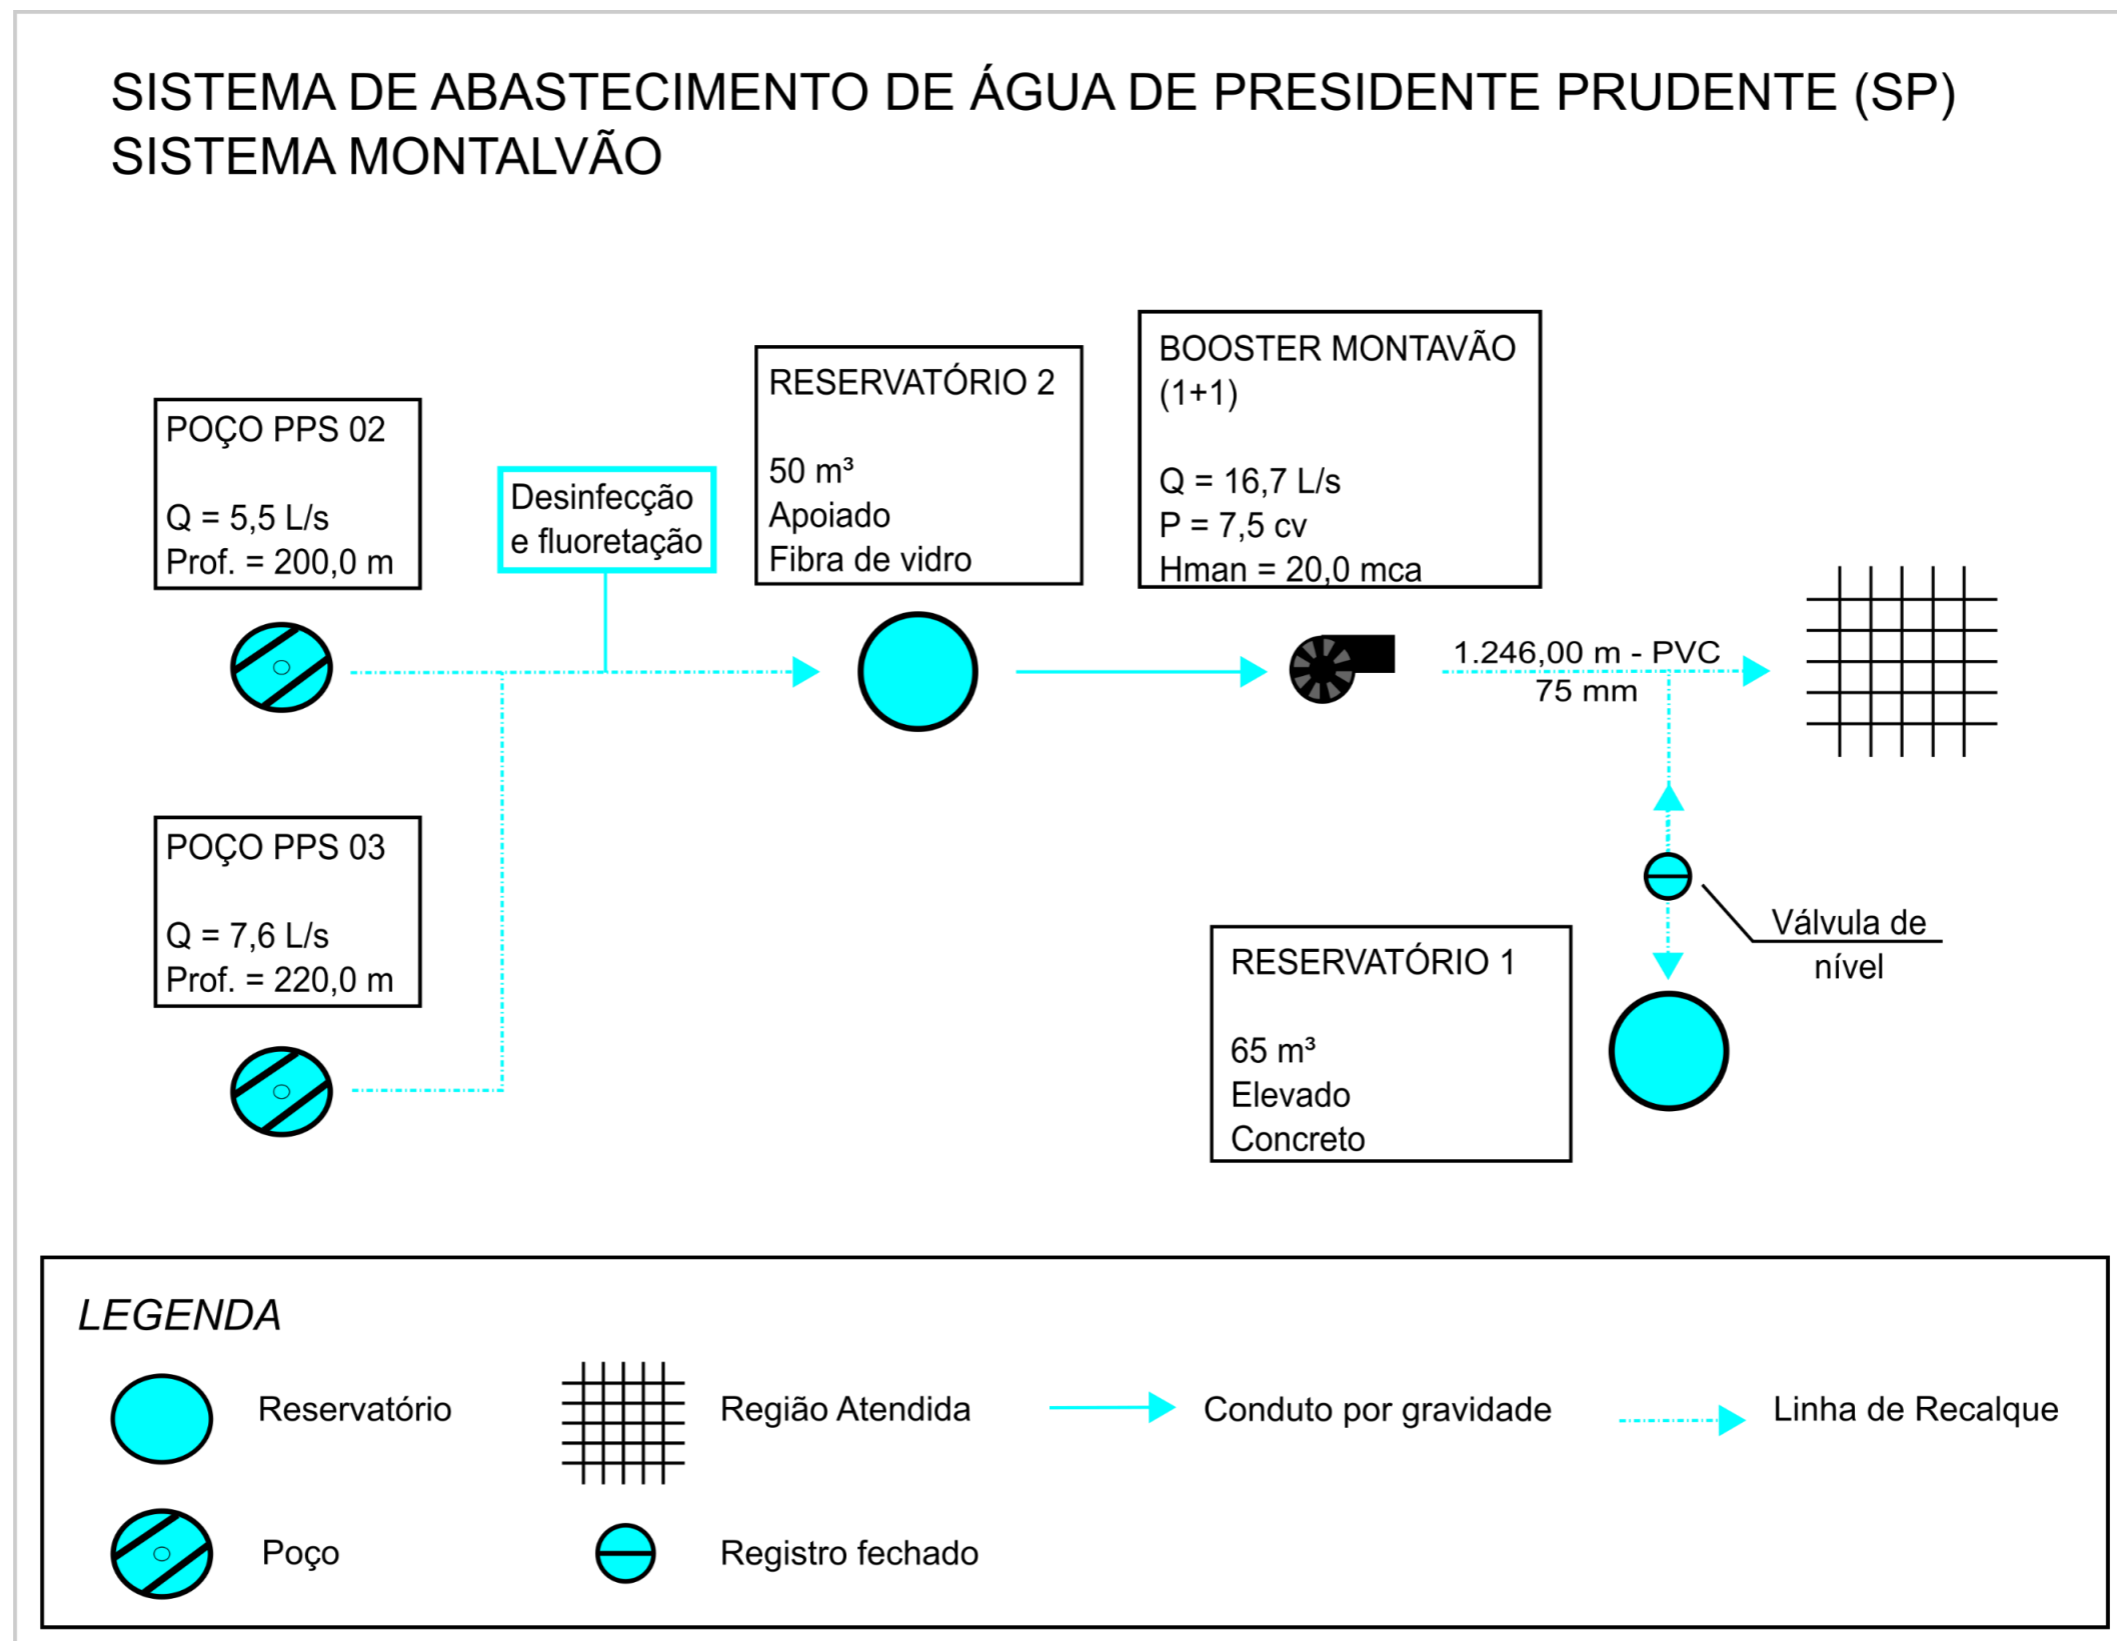 SISTEMA DE ABASTECIMENTO DE ÁGUA DE PRESIDENTE PRUDENTE (SP)
SISTEMA MONTALVÃO
POÇO PPS 02
Q = 5,5 L/s
Prof. = 200,0 m
Desinfecção
e fluoretação
RESERVATÓRIO 2
50 m³
Apoiado
Fibra de vidro
BOOSTER MONTAVÃO
(1+1)
Q = 16,7 L/s
P = 7,5 cv
Hman = 20,0 mca
1.246,00 m - PVC
75 mm
POÇO PPS 03
Q = 7,6 L/s
Prof. = 220,0 m
RESERVATÓRIO 1
65 m³
Elevado
Concreto
Válvula de
nível
LEGENDA
Reservatório
Região Atendida
Conduto por gravidade
Linha de Recalque
Poço
Registro fechado